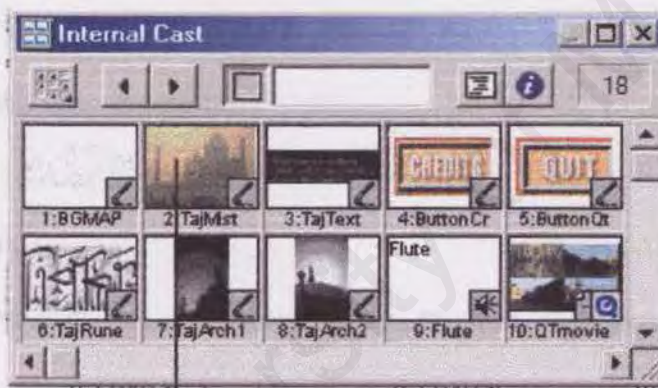 Internal Cast
18
CREDITS
QUIT
1:BGMAP
2:TajMist
3:TajText
4:ButtonCr
5:ButtonQt
Flute
6:TajRune
7:TajArch1
8:TajArch2
9:Flute
10:QTmovie